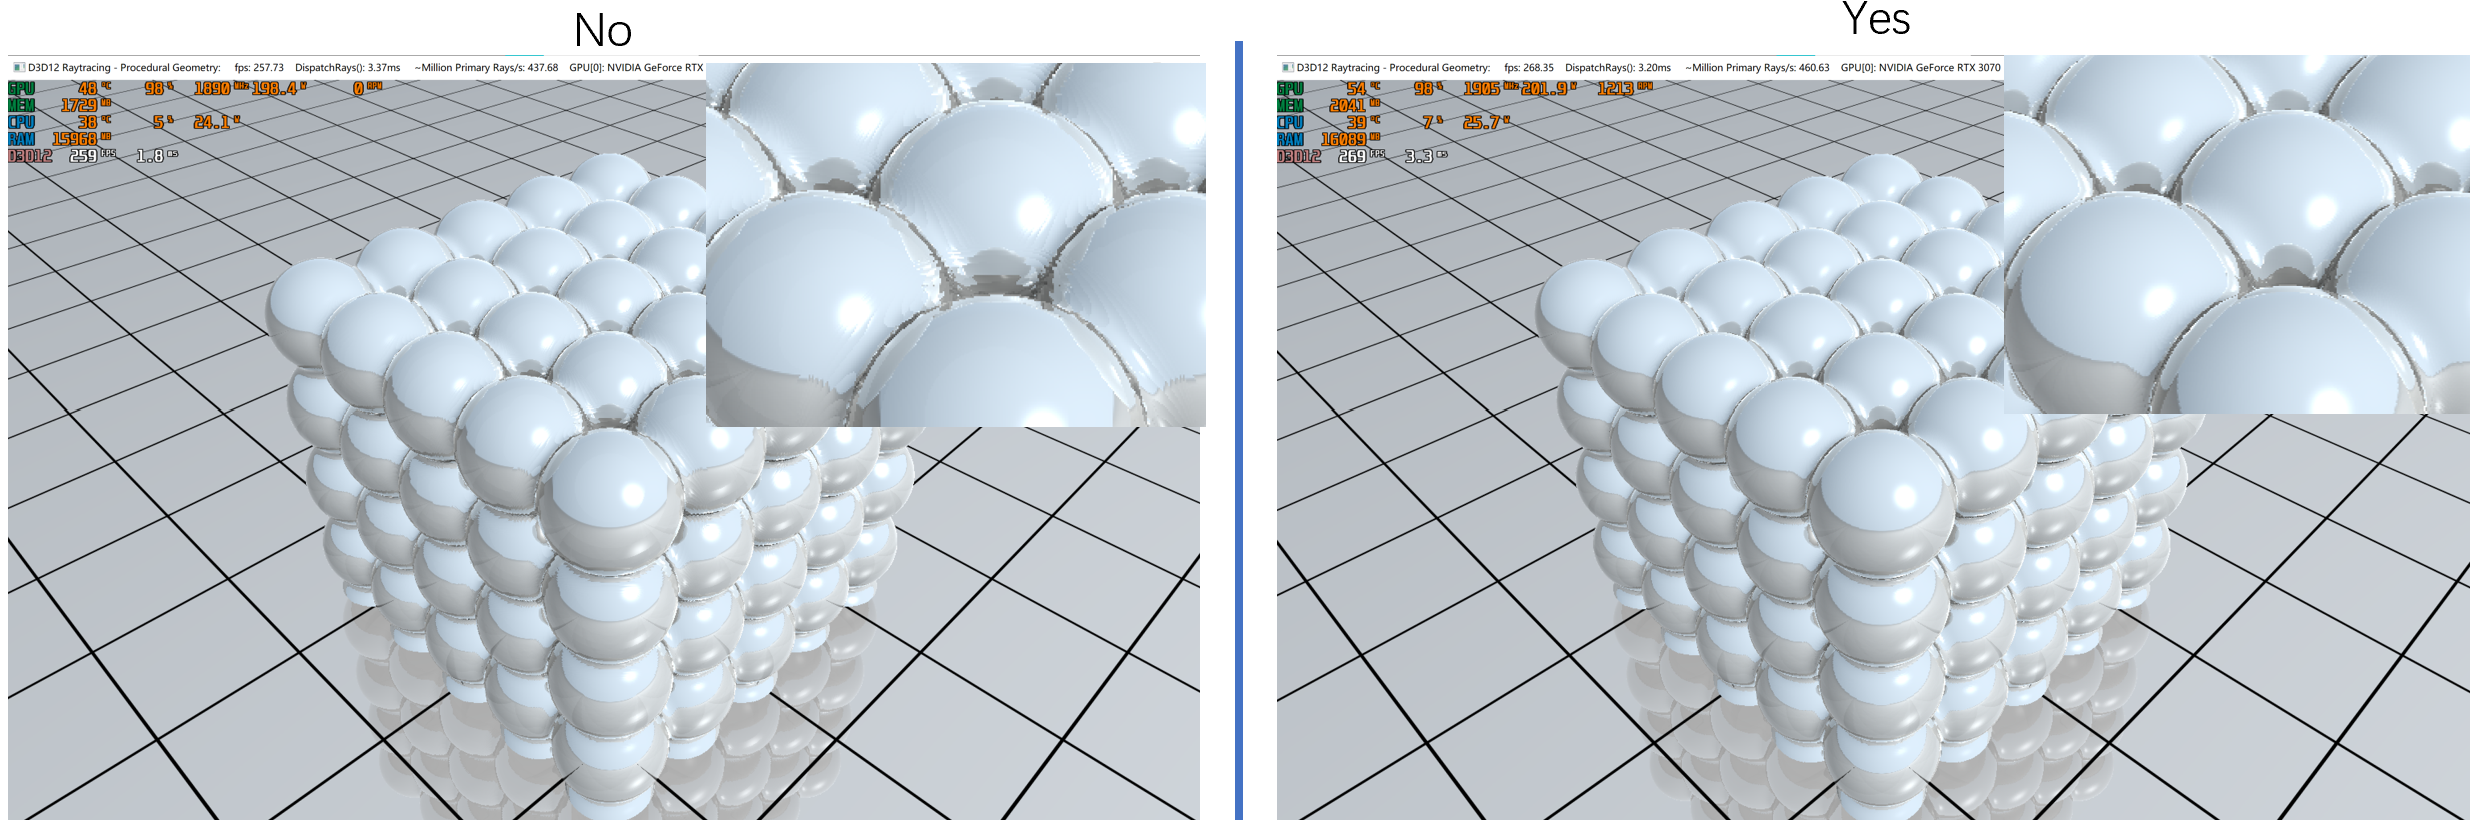 No
Yes
D3D12 Raytracing - Procedural Geometry: fps: 257.73 DispatchRays(): 3.37ms ~Million Primary Rays/s: 437.68 GPU[0]: NVIDIA GeForce RTX
GPU 48 °C 98 % 1890 MHz 198.4 W 0 RPM
MEM 1729 MB
CPU 38 °C 5 % 24.1 W
RAM 15968 MB
D3D12 259 FPS 1.8 ms
D3D12 Raytracing - Procedural Geometry: fps: 268.35 DispatchRays(): 3.20ms ~Million Primary Rays/s: 460.63 GPU[0]: NVIDIA GeForce RTX 3070
GPU 54 °C 98 % 1905 MHz 201.9 W 1213 RPM
MEM 2041 MB
CPU 39 °C 7 % 25.7 W
RAM 16089 MB
D3D12 269 FPS 3.3 ms